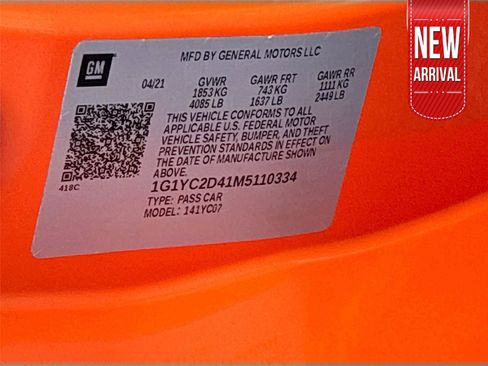 NEW
ARRIVAL
MFD BY GENERAL MOTORS LLC
GM
04/21 GVWR GAWR FRT GAWR RR
1853 KG 743 KG 1111 KG
4085 LB 1637 LB 2449 LB
THIS VEHICLE CONFORMS TO ALL
APPLICABLE U.S. FEDERAL MOTOR
VEHICLE SAFETY, BUMPER, AND THEFT
PREVENTION STANDARDS IN EFFECT ON
THE DATE OF MANUFACTURE SHOWN
ABOVE.
418C
1G1YC2D41M5110334
TYPE: PASS CAR
MODEL: 141YC07